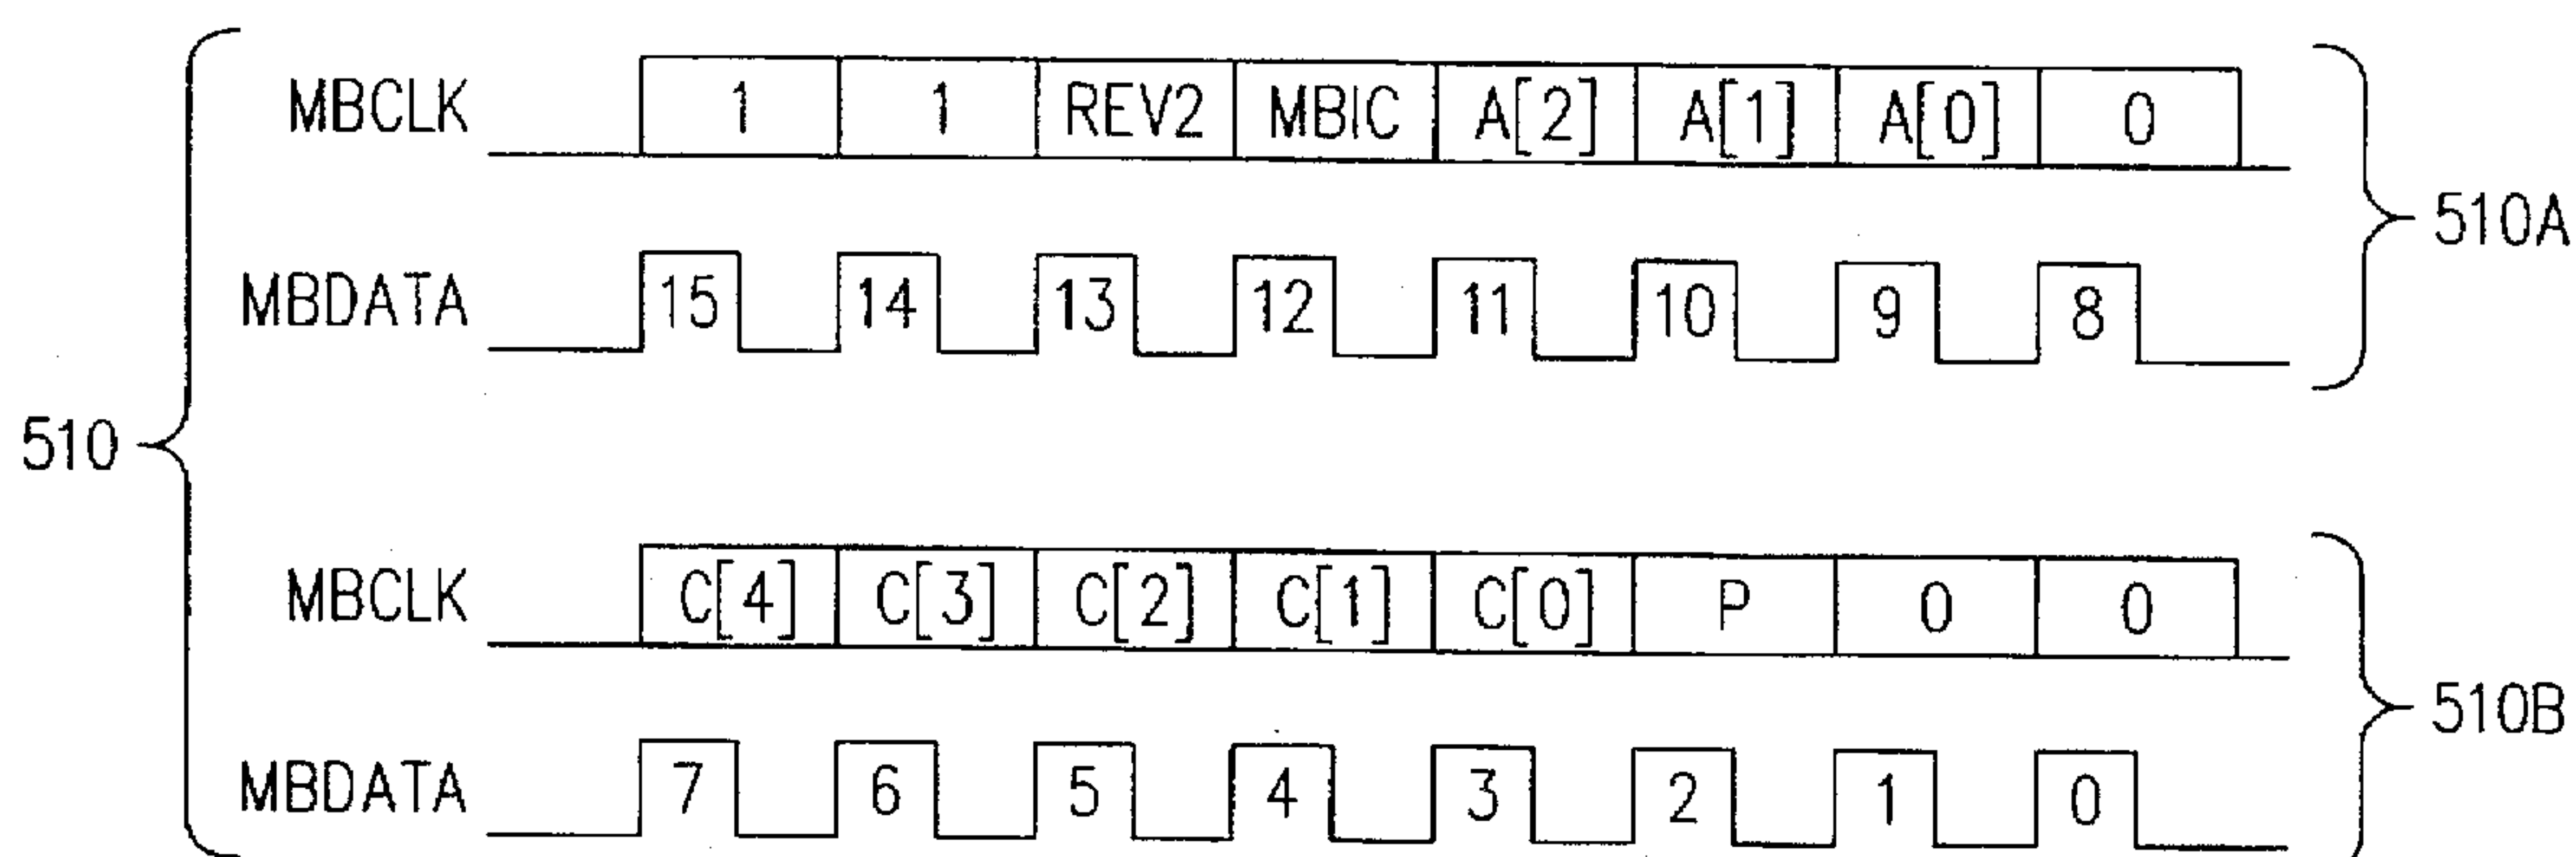 MBCLK 1 1 REV2 MBIC A[2] A[1] A[0] 0
510A
MBDATA 15 14 13 12 11 10 9 8
510
MBCLK C[4] C[3] C[2] C[1] C[0] P 0 0
510B
MBDATA 7 6 5 4 3 2 1 0